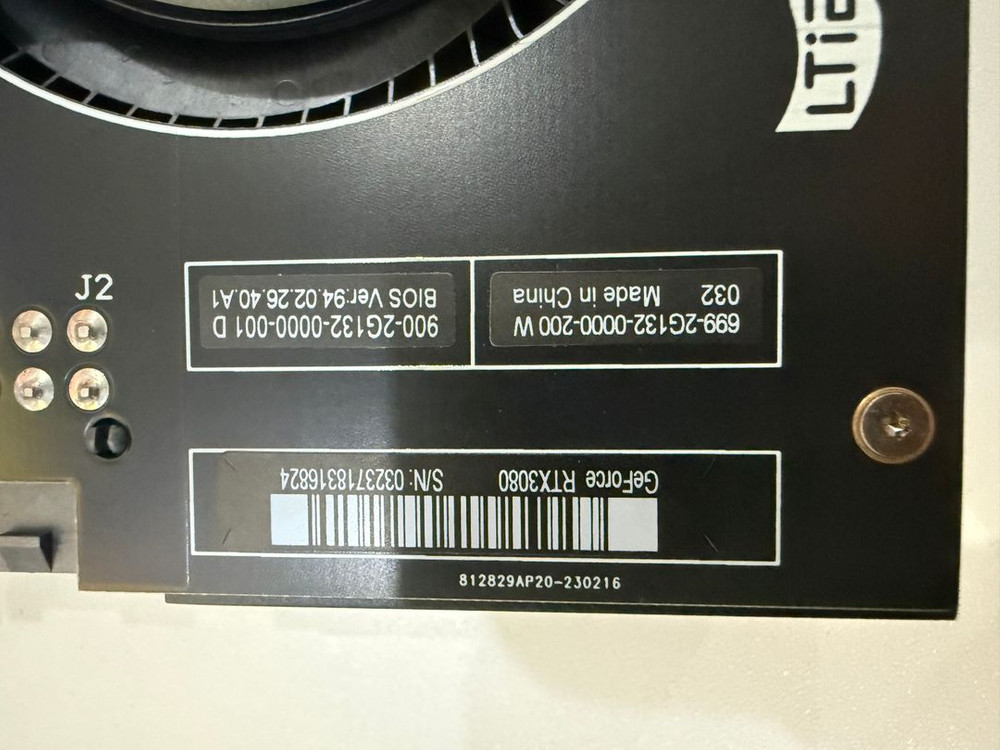 LTia
J2
900-2G132-0000-001 D
BIOS Ver:94.02.26.40.A1
699-2G132-0000-200 W
032 Made in China
GeForce RTX3080 S/N: 0323718316824
812829AP20-230216